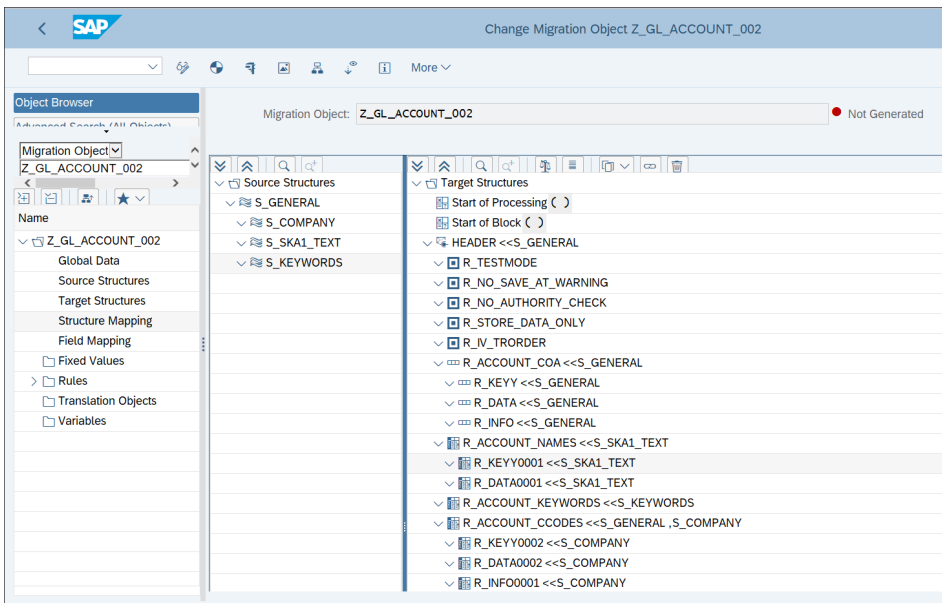 SAP
Change Migration Object Z_GL_ACCOUNT_002
More
Object Browser
Advanced Search (All Objects)
Migration Object
Z_GL_ACCOUNT_002
Name
Z_GL_ACCOUNT_002
Global Data
Source Structures
Target Structures
Structure Mapping
Field Mapping
Fixed Values
Rules
Translation Objects
Variables
Migration Object: Z_GL_ACCOUNT_002 Not Generated
Source Structures
S_GENERAL
S_COMPANY
S_SKA1_TEXT
S_KEYWORDS
Target Structures
Start of Processing ( )
Start of Block ( )
HEADER <<S_GENERAL
R_TESTMODE
R_NO_SAVE_AT_WARNING
R_NO_AUTHORITY_CHECK
R_STORE_DATA_ONLY
R_IV_TRORDER
R_ACCOUNT_COA <<S_GENERAL
R_KEYY <<S_GENERAL
R_DATA <<S_GENERAL
R_INFO <<S_GENERAL
R_ACCOUNT_NAMES <<S_SKA1_TEXT
R_KEYY0001 <<S_SKA1_TEXT
R_DATA0001 <<S_SKA1_TEXT
R_ACCOUNT_KEYWORDS <<S_KEYWORDS
R_ACCOUNT_CCODES <<S_GENERAL ,S_COMPANY
R_KEYY0002 <<S_COMPANY
R_DATA0002 <<S_COMPANY
R_INFO0001 <<S_COMPANY